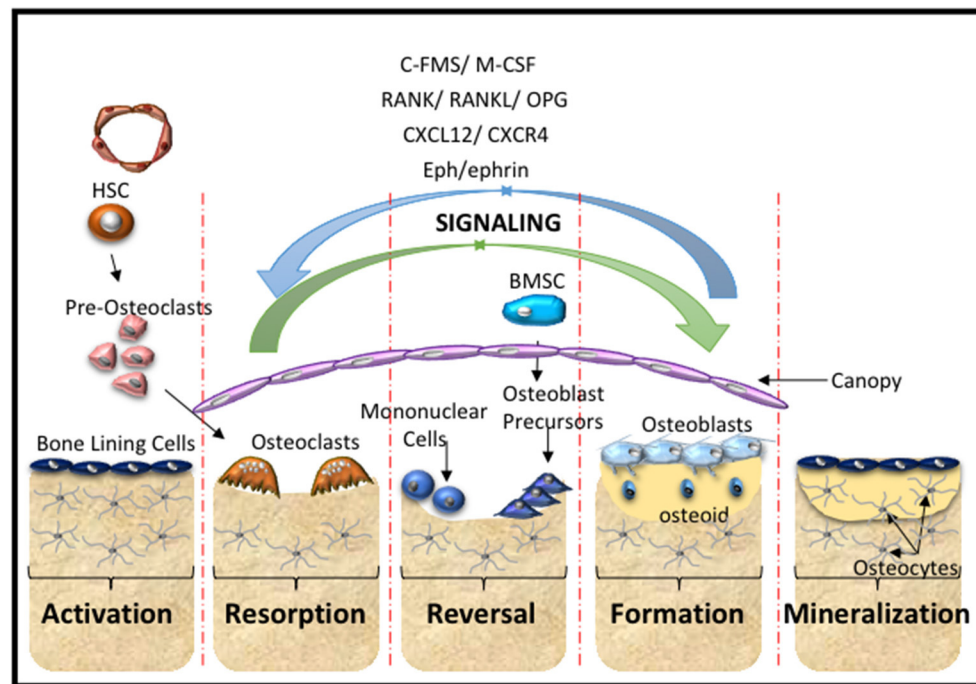 C-FMS/ M-CSF
RANK/ RANKL/ OPG
CXCL12/ CXCR4
Eph/ephrin
SIGNALING
HSC
BMSC
Pre-Osteoclasts
Canopy
Mononuclear
Cells
Osteoblast
Precursors
Bone Lining Cells
Osteoclasts
Osteoblasts
osteoid
Osteocytes
Activation
Resorption
Reversal
Formation
Mineralization